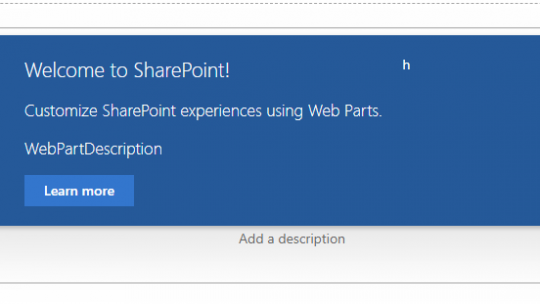 Welcome to SharePoint!
h
Customize SharePoint experiences using Web Parts.
WebPartDescription
Learn more
Add a description